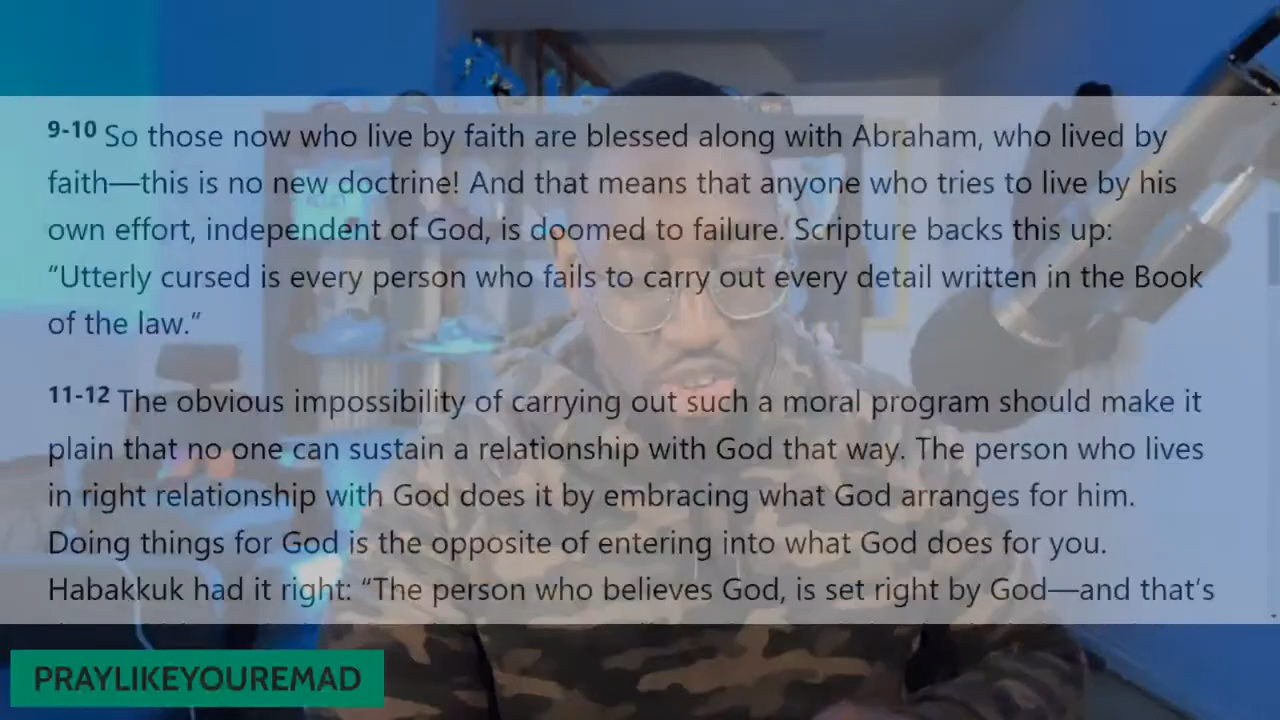 9-10 So those now who live by faith are blessed along with Abraham, who lived by
faith—this is no new doctrine! And that means that anyone who tries to live by his
own effort, independent of God, is doomed to failure. Scripture backs this up:
“Utterly cursed is every person who fails to carry out every detail written in the Book
of the law.”
11-12 The obvious impossibility of carrying out such a moral program should make it
plain that no one can sustain a relationship with God that way. The person who lives
in right relationship with God does it by embracing what God arranges for him.
Doing things for God is the opposite of entering into what God does for you.
Habakkuk had it right: “The person who believes God, is set right by God—and that’s
PRAYLIKEYOUREMAD